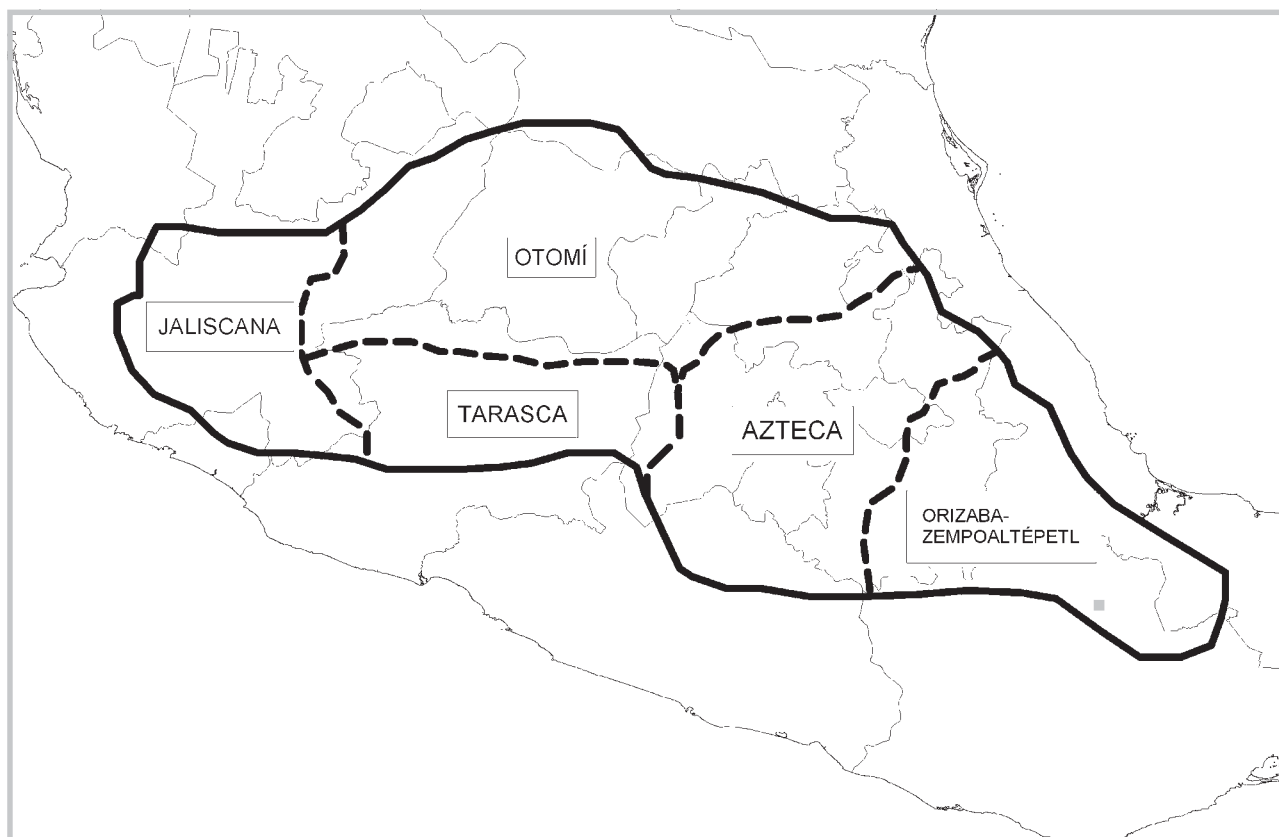 OTOMÍ
JALISCANA
TARASCA
AZTECA
ORIZABA-
ZEMPOALTÉPETL